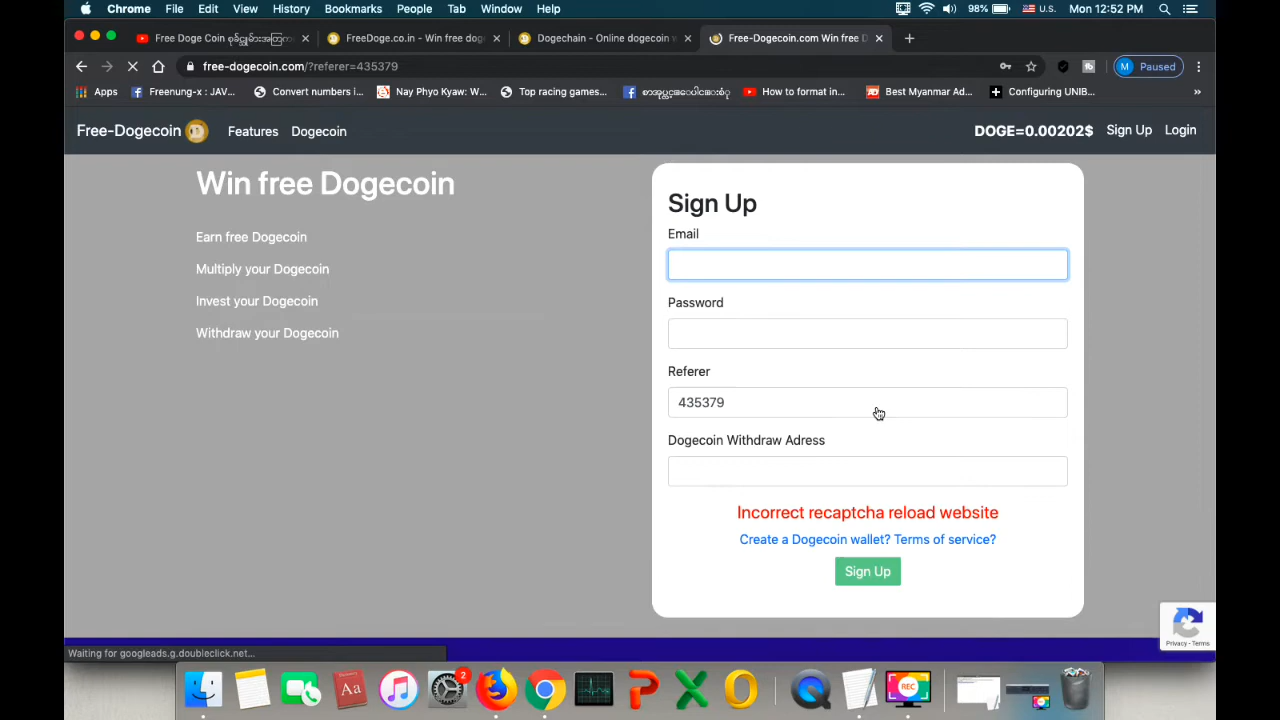 Chrome File Edit View History Bookmarks People Tab Window Help 98% U.S. Mon 12:52 PM
Free Doge Coin FreeDoge.co.in - Win free dog Dogechain - Online dogecoin w Free-Dogecoin.com Win free D
free-dogecoin.com/?referer=435379 M Paused
Apps Freenung-x : JAV... Convert numbers i... Nay Phyo Kyaw: W... Top racing games... How to format in... Best Myanmar Ad... Configuring UNIB... »
Free-Dogecoin Features Dogecoin DOGE=0.00202$ Sign Up Login
Win free Dogecoin
Earn free Dogecoin
Multiply your Dogecoin
Invest your Dogecoin
Withdraw your Dogecoin
Sign Up
Email
Password
Referer
435379
Dogecoin Withdraw Adress
Incorrect recaptcha reload website
Create a Dogecoin wallet? Terms of service?
Sign Up
Privacy - Terms
Waiting for googleads.g.doubleclick.net...
Aa 2 P X O REC